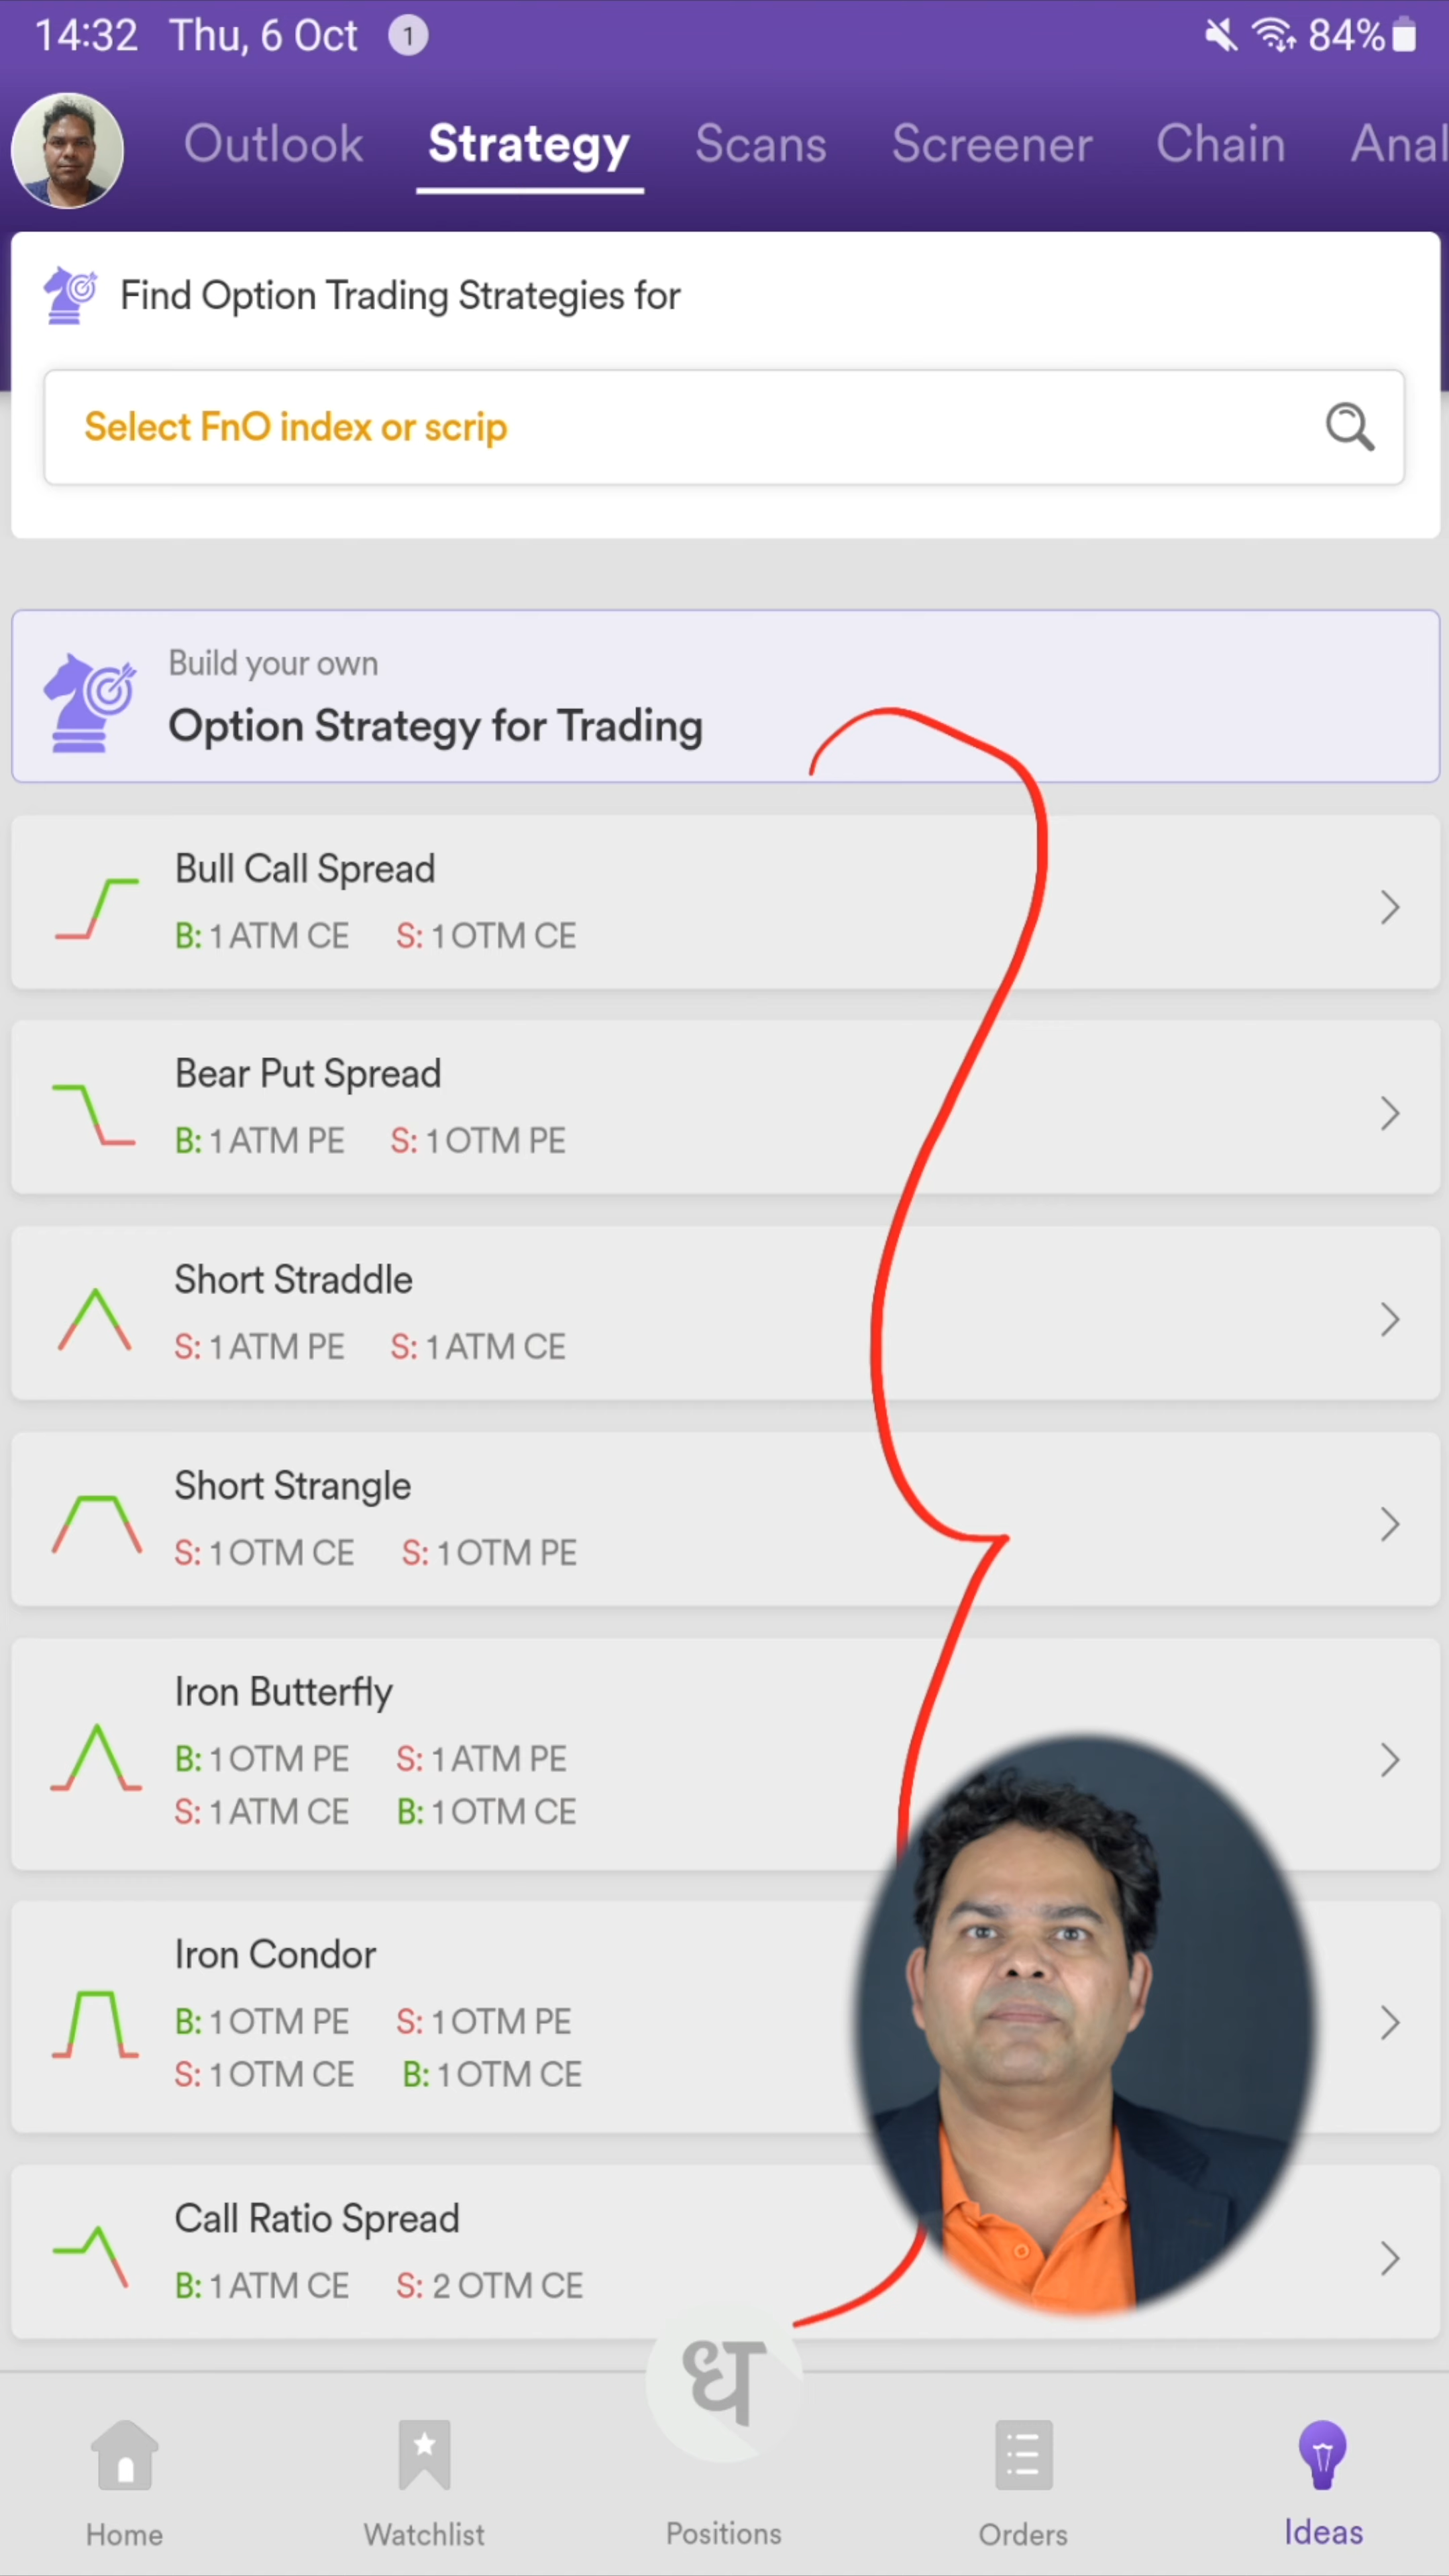 14:32 Thu, 6 Oct 1 84%
Outlook Strategy Scans Screener Chain Anal
Find Option Trading Strategies for
Select FnO index or scrip
Build your own
Option Strategy for Trading
Bull Call Spread
B: 1 ATM CE S: 1 OTM CE
Bear Put Spread
B: 1 ATM PE S: 1 OTM PE
Short Straddle
S: 1 ATM PE S: 1 ATM CE
Short Strangle
S: 1 OTM CE S: 1 OTM PE
Iron Butterfly
B: 1 OTM PE S: 1 ATM PE
S: 1 ATM CE B: 1 OTM CE
Iron Condor
B: 1 OTM PE S: 1 OTM PE
S: 1 OTM CE B: 1 OTM CE
Call Ratio Spread
B: 1 ATM CE S: 2 OTM CE
ध
Home Watchlist Positions Orders Ideas